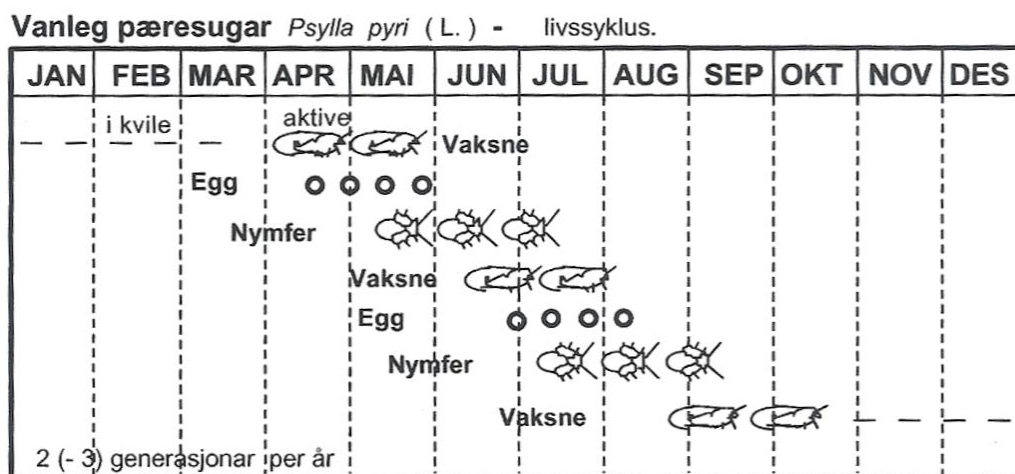 Vanleg pæresugar Psylla pyri ( L. ) - livssyklus.
JAN FEB MAR APR MAI JUN JUL AUG SEP OKT NOV DES
i kvile aktive
Vaksne
Egg
Nymfer
Vaksne
Egg
Nymfer
Vaksne
2 (- 3) generasjonar per år